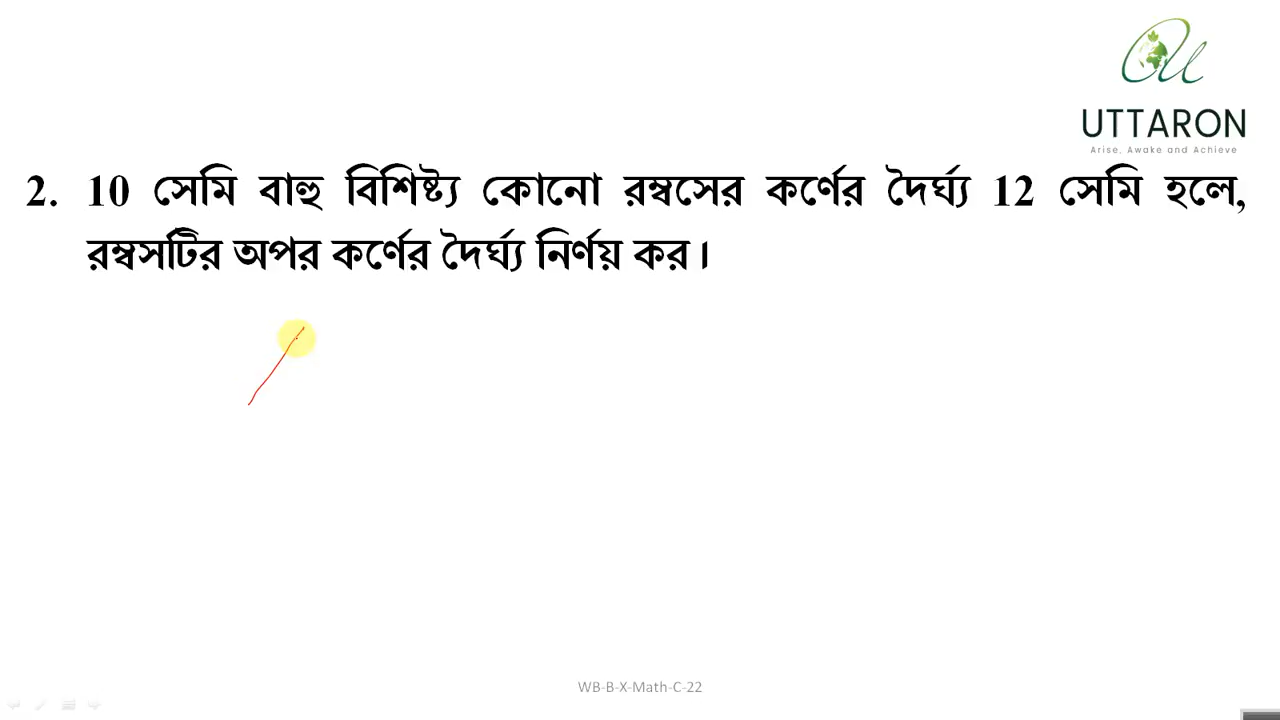 UTTARON
Arise, Awake and Achieve
2. 10 সেমি বাহু বিশিষ্ট্য কোনো রম্বসের কর্ণের দৈর্ঘ্য 12 সেমি হলে,
রম্বসটির অপর কর্ণের দৈর্ঘ্য নির্ণয় কর।
WB-B-X-Math-C-22